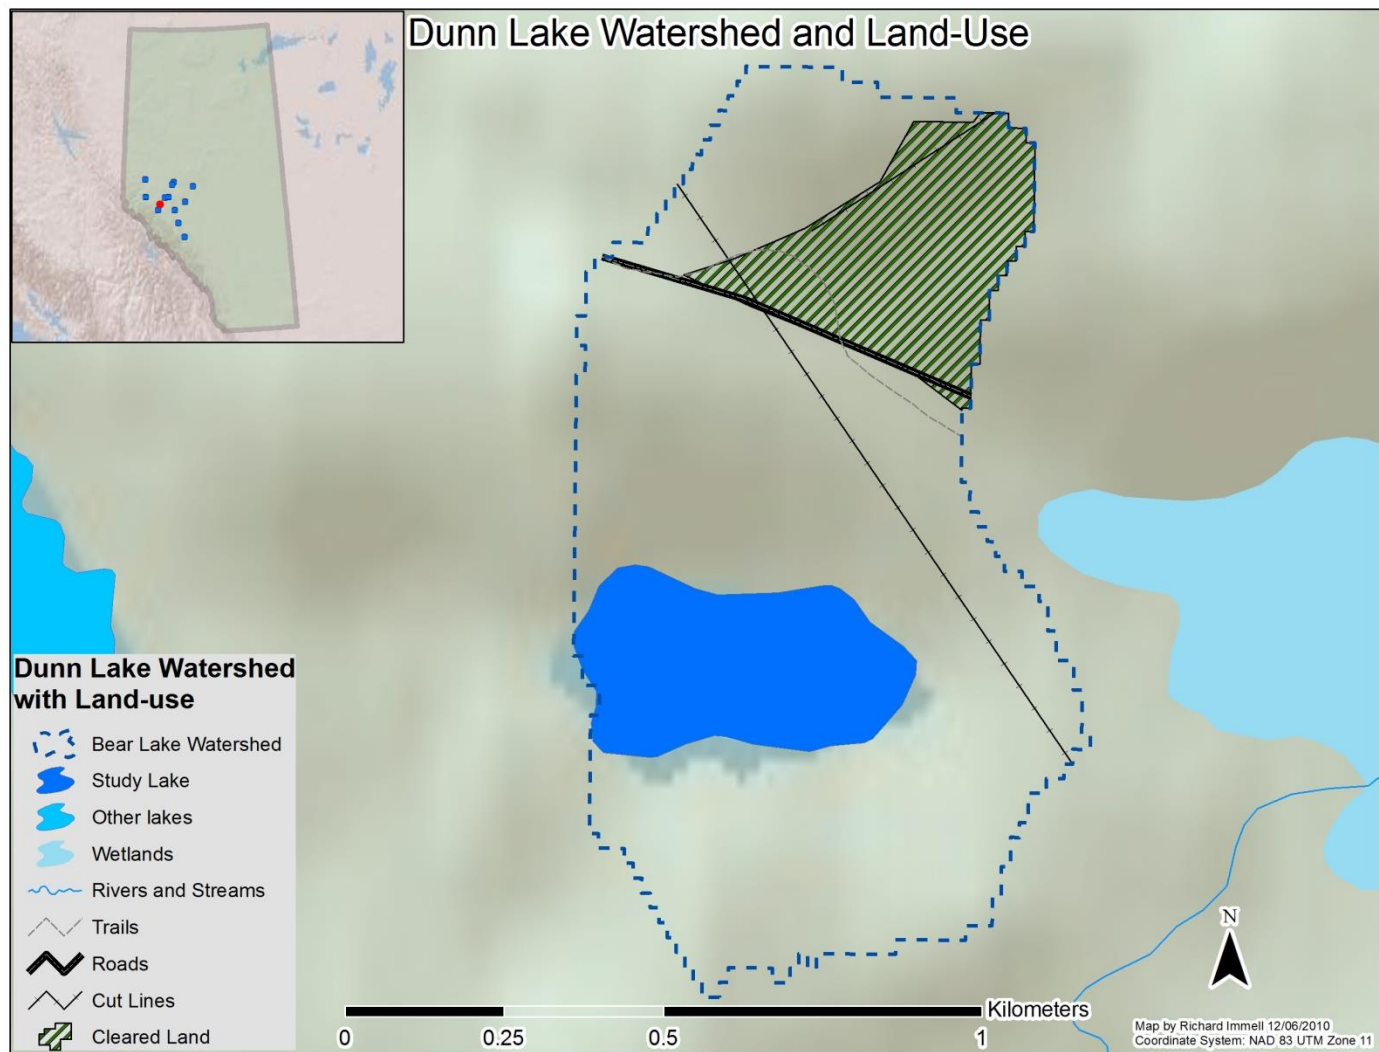 Dunn Lake Watershed and Land-Use
Dunn Lake Watershed
with Land-use
Bear Lake Watershed
Study Lake
Other lakes
Wetlands
Rivers and Streams
Trails
Roads
Cut Lines
Cleared Land
N
Kilometers
0 0.25 0.5 1
Map by Richard Immell 12/06/2010
Coordinate System: NAD 83 UTM Zone 11